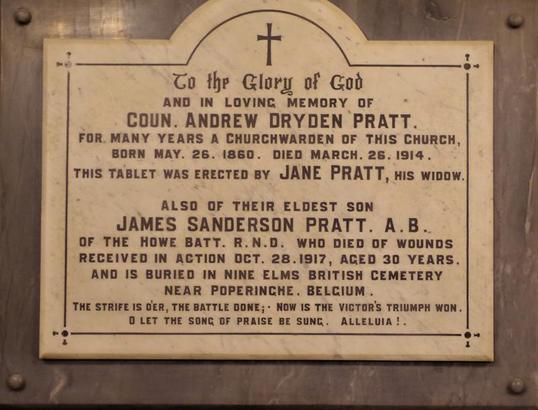 To the Glory of God
AND IN LOVING MEMORY OF
COUN. ANDREW DRYDEN PRATT.
FOR MANY YEARS A CHURCHWARDEN OF THIS CHURCH,
BORN MAY. 26. 1860. DIED MARCH. 26. 1914.
THIS TABLET WAS ERECTED BY JANE PRATT, HIS WIDOW.
ALSO OF THEIR ELDEST SON
JAMES SANDERSON PRATT. A.B.
OF THE HOWE BATT. R.N.D. WHO DIED OF WOUNDS
RECEIVED IN ACTION OCT. 28. 1917, AGED 30 YEARS.
AND IS BURIED IN NINE ELMS BRITISH CEMETERY
NEAR POPERINGHE. BELGIUM.
THE STRIFE IS O'ER, THE BATTLE DONE; · NOW IS THE VICTOR'S TRIUMPH WON.
O LET THE SONG OF PRAISE BE SUNG. ALLELUIA!.